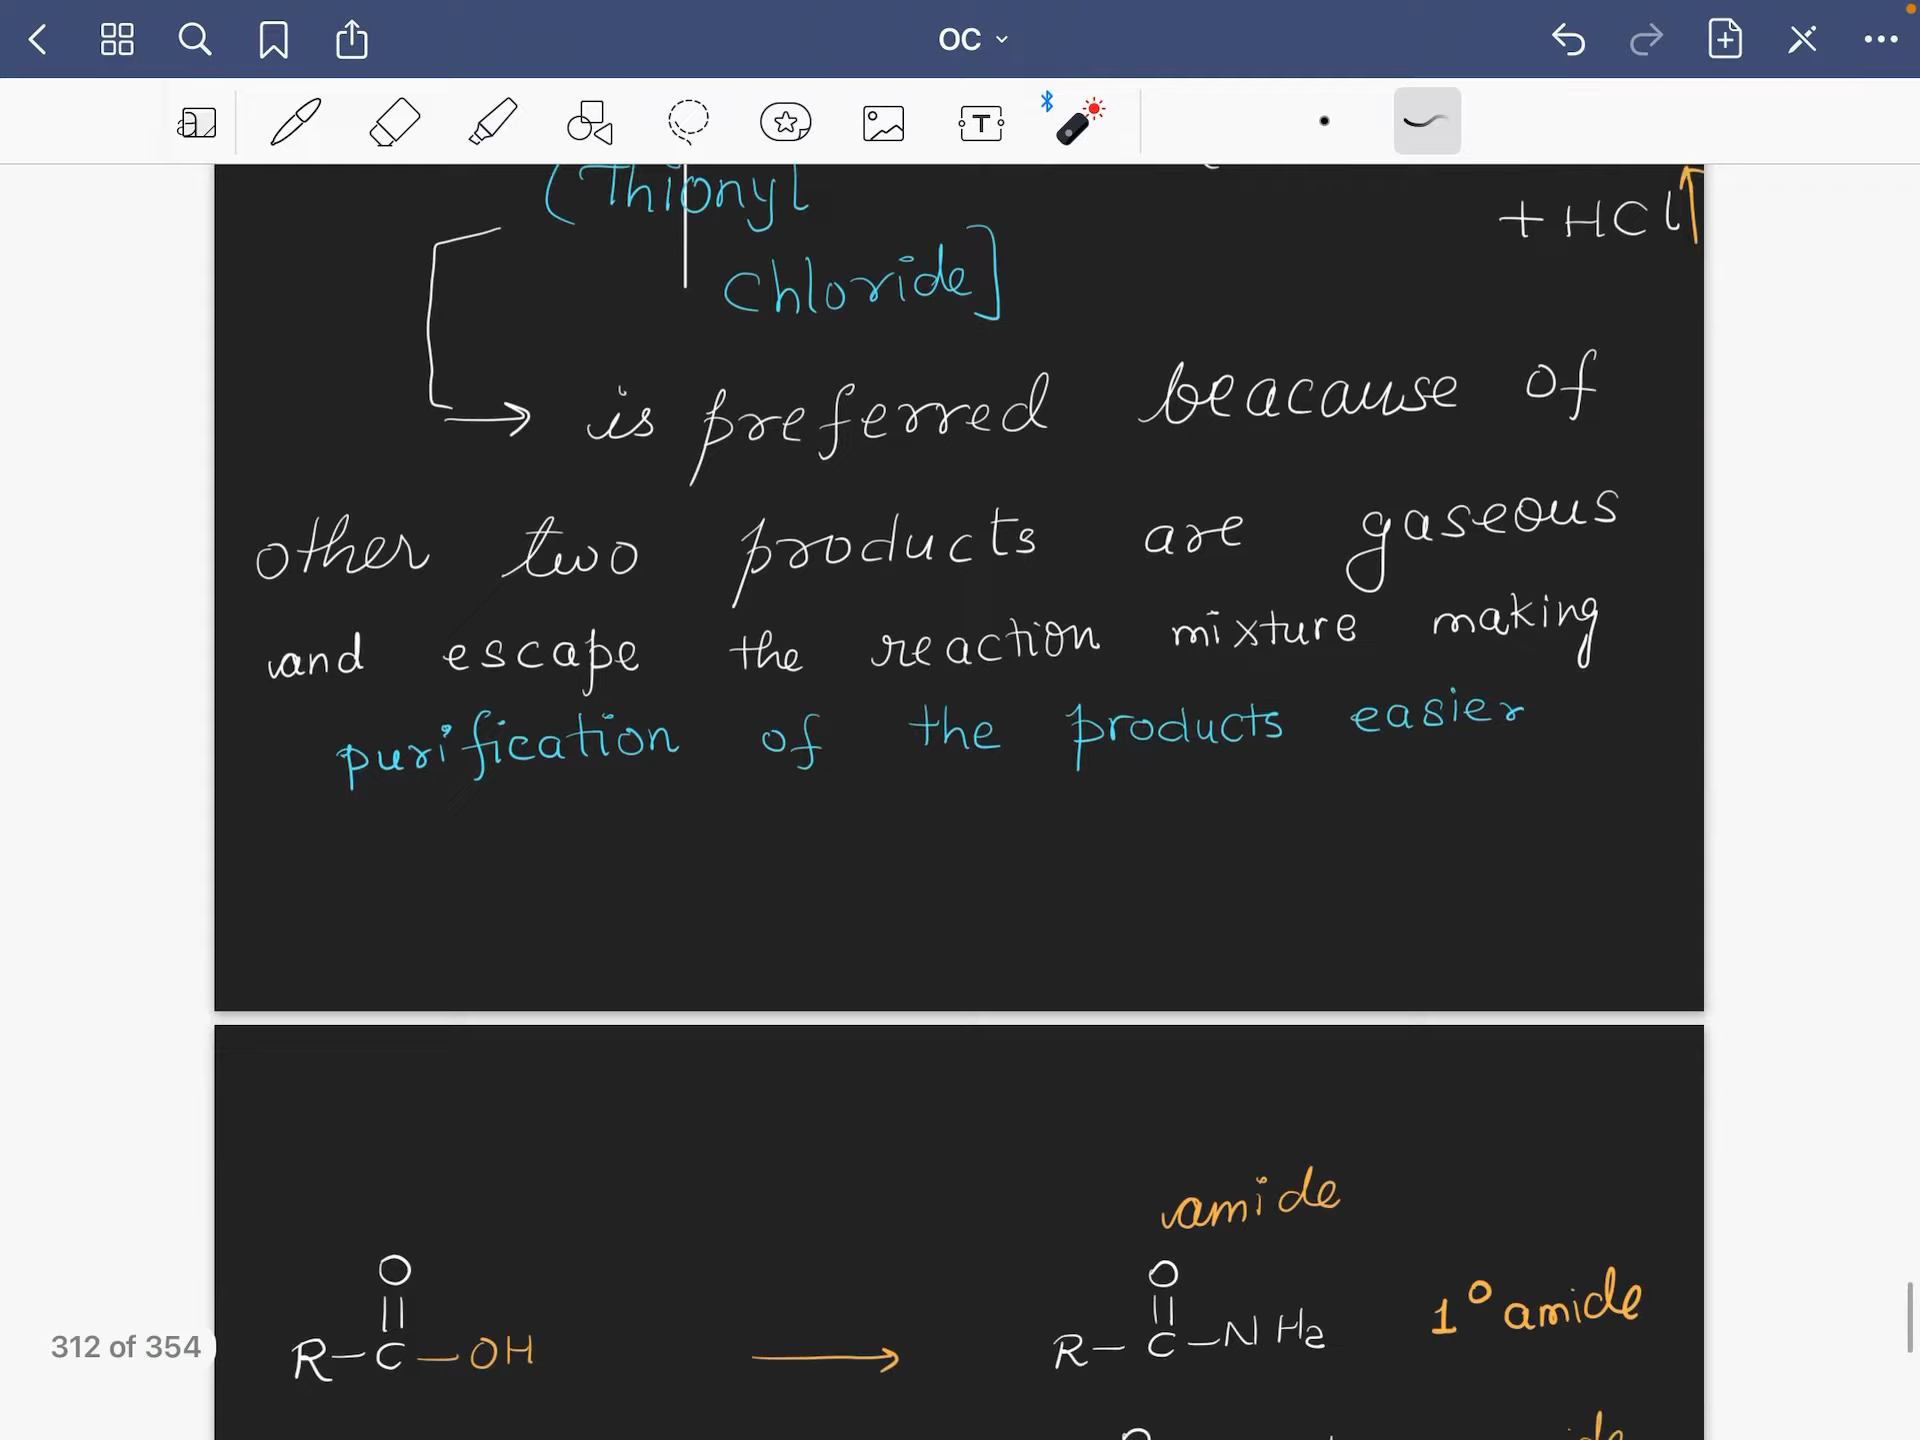 OC
T
(Thionyl
+ HCl↑
Chloride]
→ is preferred beacause of
other two products are gaseous
and escape the reaction mixture making
purification of the products easier
amide
O
||
R-C-OH → 
O
||
R-C-NH2
1° amide
312 of 354